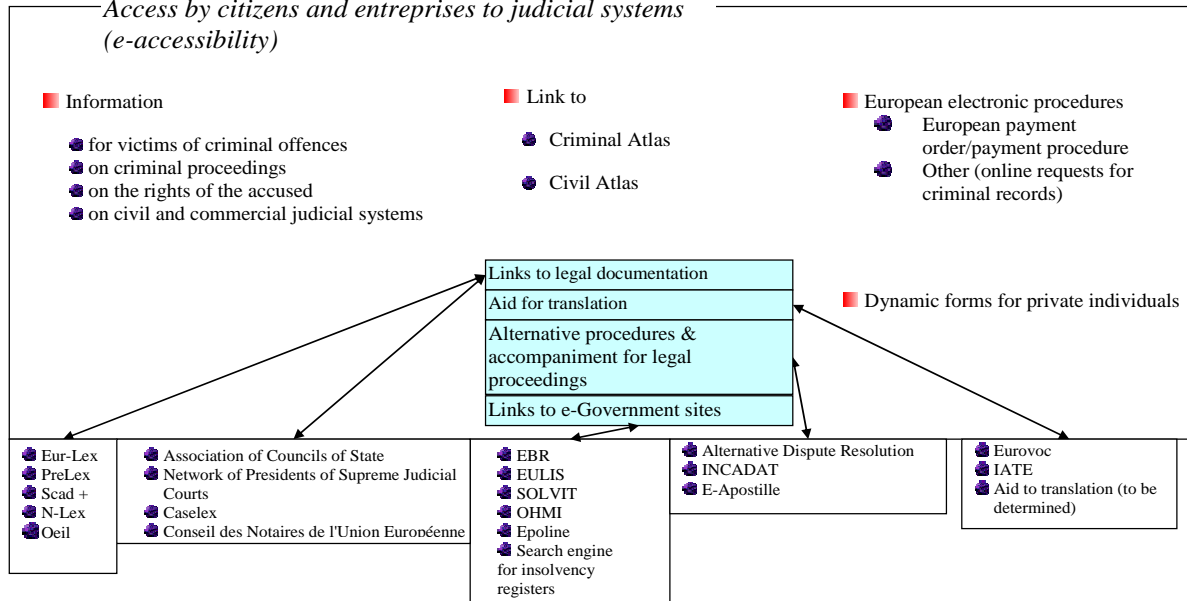 Access by citizens and entreprises to judicial systems
(e-accessibility)
Information
for victims of criminal offences
on criminal proceedings
on the rights of the accused
on civil and commercial judicial systems
Link to
Criminal Atlas
Civil Atlas
European electronic procedures
European payment
order/payment procedure
Other (online requests for
criminal records)
Dynamic forms for private individuals
Links to legal documentation
Aid for translation
Alternative procedures &
accompaniment for legal
proceedings
Links to e-Government sites
Eur-Lex
PreLex
Scad +
N-Lex
Oeil
Association of Councils of State
Network of Presidents of Supreme Judicial
Courts
Caselex
Conseil des Notaires de l'Union Européenne
EBR
EULIS
SOLVIT
OHMI
Epoline
Search engine
for insolvency
registers
Alternative Dispute Resolution
INCADAT
E-Apostille
Eurovoc
IATE
Aid to translation (to be
determined)